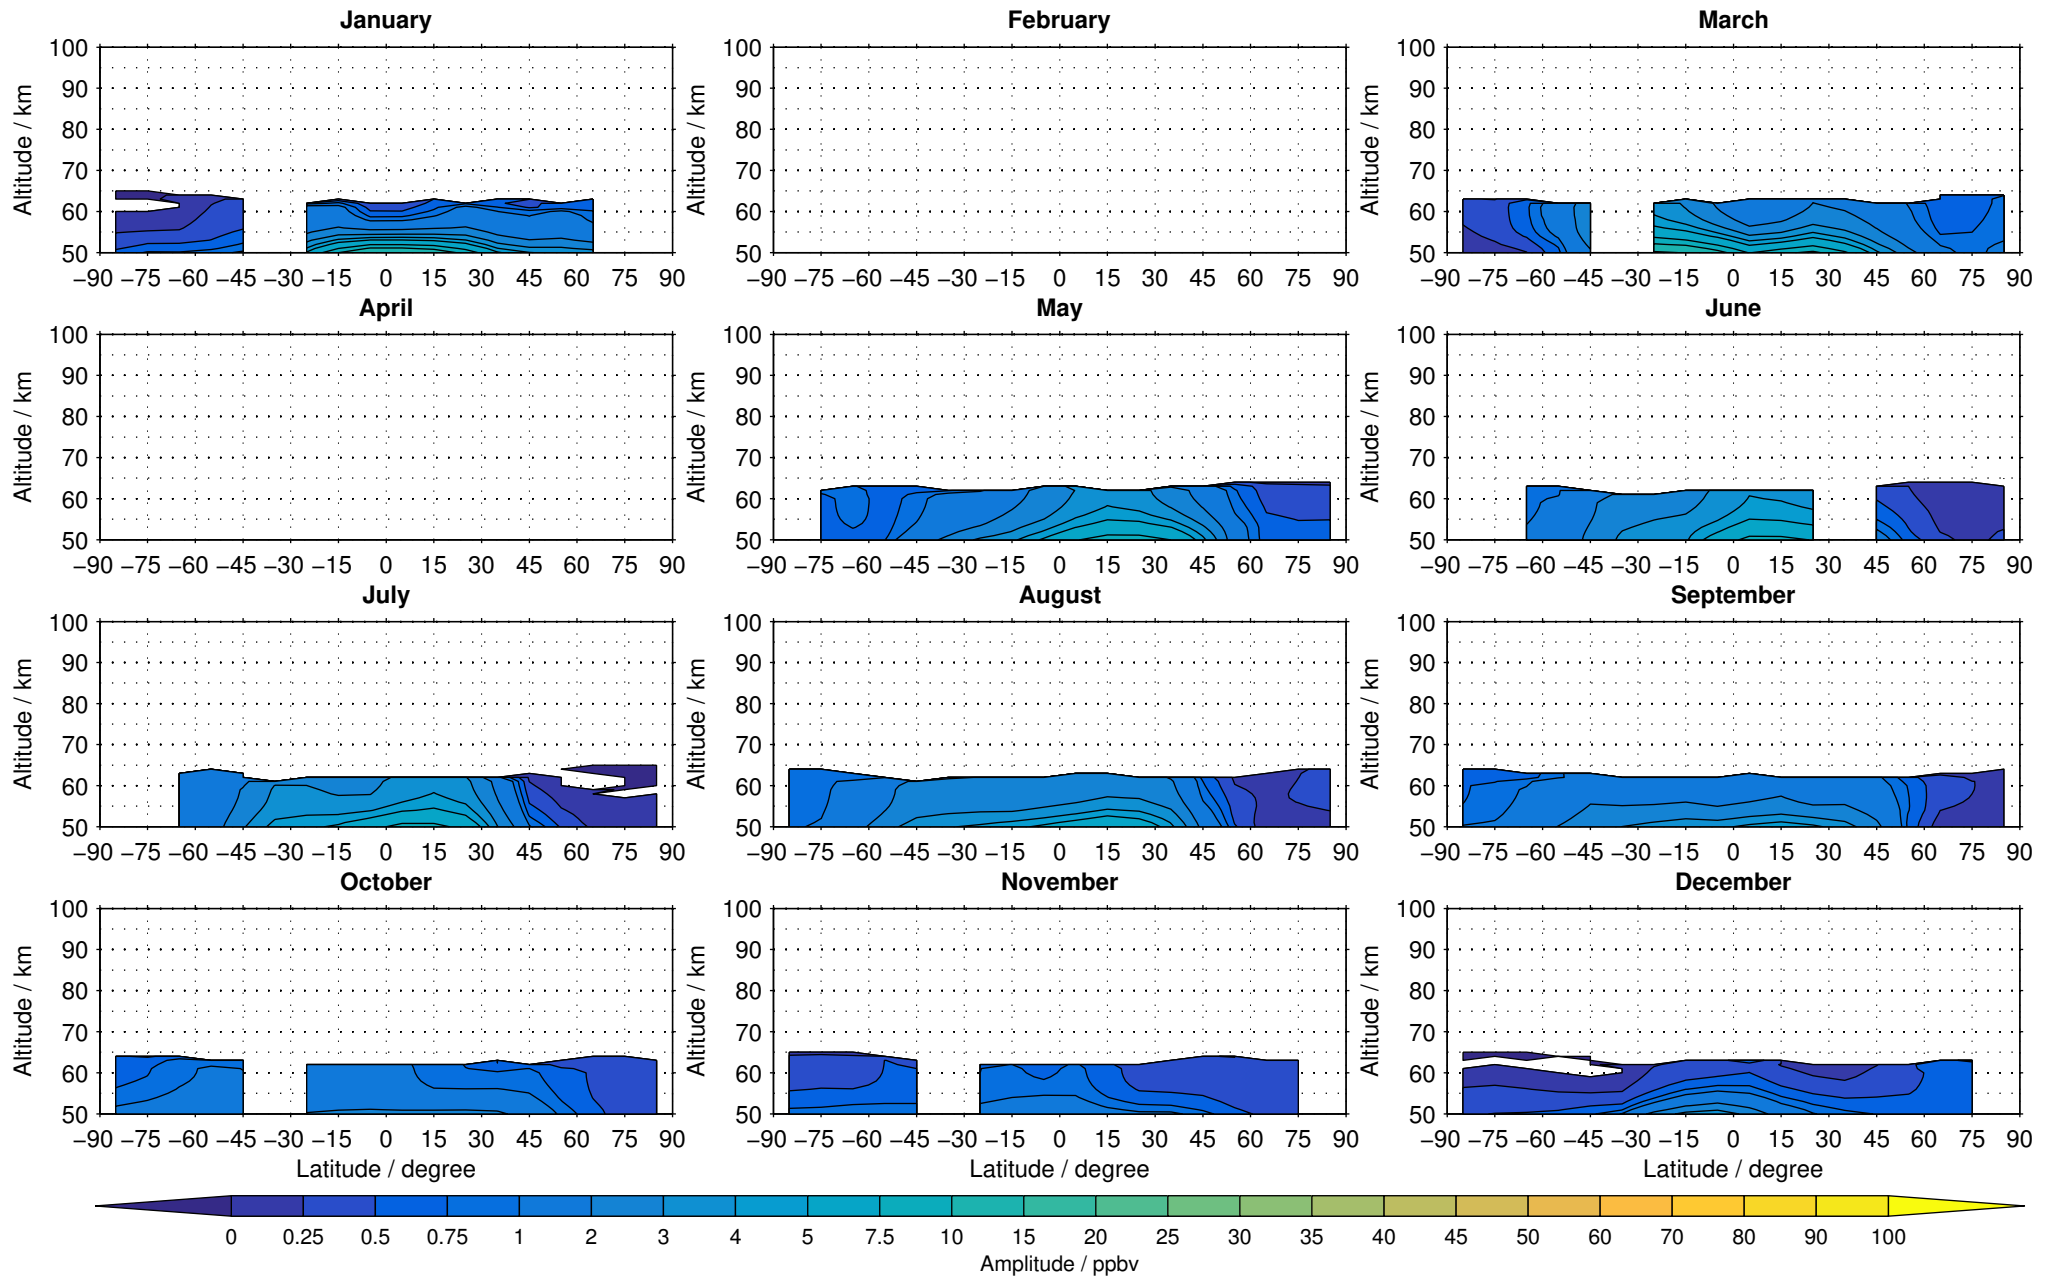 January February March
100 100 100
Altitude / km Altitude / km Altitude / km
90 90 90
80 80 80
70 70 70
60 60 60
50 50 50
−90 −75 −60 −45 −30 −15 0 15 30 45 60 75 90 −90 −75 −60 −45 −30 −15 0 15 30 45 60 75 90 −90 −75 −60 −45 −30 −15 0 15 30 45 60 75 90
April May June
100 100 100
Altitude / km Altitude / km Altitude / km
90 90 90
80 80 80
70 70 70
60 60 60
50 50 50
−90 −75 −60 −45 −30 −15 0 15 30 45 60 75 90 −90 −75 −60 −45 −30 −15 0 15 30 45 60 75 90 −90 −75 −60 −45 −30 −15 0 15 30 45 60 75 90
July August September
100 100 100
Altitude / km Altitude / km Altitude / km
90 90 90
80 80 80
70 70 70
60 60 60
50 50 50
−90 −75 −60 −45 −30 −15 0 15 30 45 60 75 90 −90 −75 −60 −45 −30 −15 0 15 30 45 60 75 90 −90 −75 −60 −45 −30 −15 0 15 30 45 60 75 90
October November December
100 100 100
Altitude / km Altitude / km Altitude / km
90 90 90
80 80 80
70 70 70
60 60 60
50 50 50
−90 −75 −60 −45 −30 −15 0 15 30 45 60 75 90 −90 −75 −60 −45 −30 −15 0 15 30 45 60 75 90 −90 −75 −60 −45 −30 −15 0 15 30 45 60 75 90
Latitude / degree Latitude / degree Latitude / degree
0 0.25 0.5 0.75 1 2 3 4 5 7.5 10 15 20 25 30 35 40 45 50 60 70 80 90 100
Amplitude / ppbv